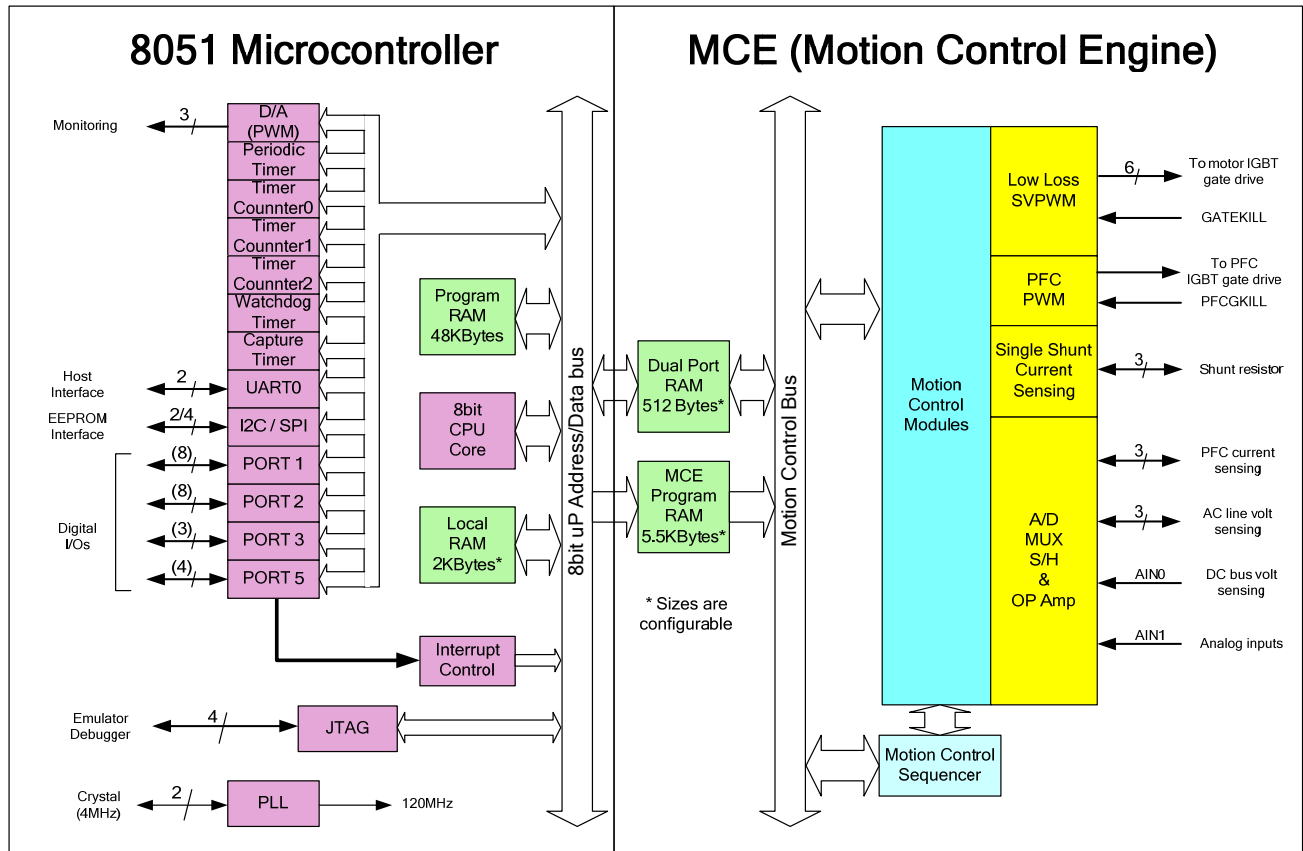 8051 Microcontroller
MCE (Motion Control Engine)
Monitoring
3
D/A
(PWM)
Periodic
Timer
Timer
Counnter0
Timer
Counnter1
Timer
Counnter2
Watchdog
Timer
Capture
Timer
Host
Interface
2
UART0
EEPROM
Interface
2/4
I2C / SPI
Digital
I/Os
(8)
PORT 1
(8)
PORT 2
(3)
PORT 3
(4)
PORT 5
Program
RAM
48KBytes
8bit
CPU
Core
Local
RAM
2KBytes*
Interrupt
Control
Emulator
Debugger
4
JTAG
Crystal
(4MHz)
2
PLL
120MHz
8bit uP Address/Data bus
Dual Port
RAM
512 Bytes*
MCE
Program
RAM
5.5KBytes*
* Sizes are
configurable
Motion Control Bus
Motion
Control
Modules
Motion Control
Sequencer
Low Loss
SVPWM
6
To motor IGBT
gate drive
GATEKILL
PFC
PWM
To PFC
IGBT gate drive
PFCGKILL
Single Shunt
Current
Sensing
3
Shunt resistor
A/D
MUX
S/H
&
OP Amp
3
PFC current
sensing
3
AC line volt
sensing
AIN0
DC bus volt
sensing
AIN1
Analog inputs